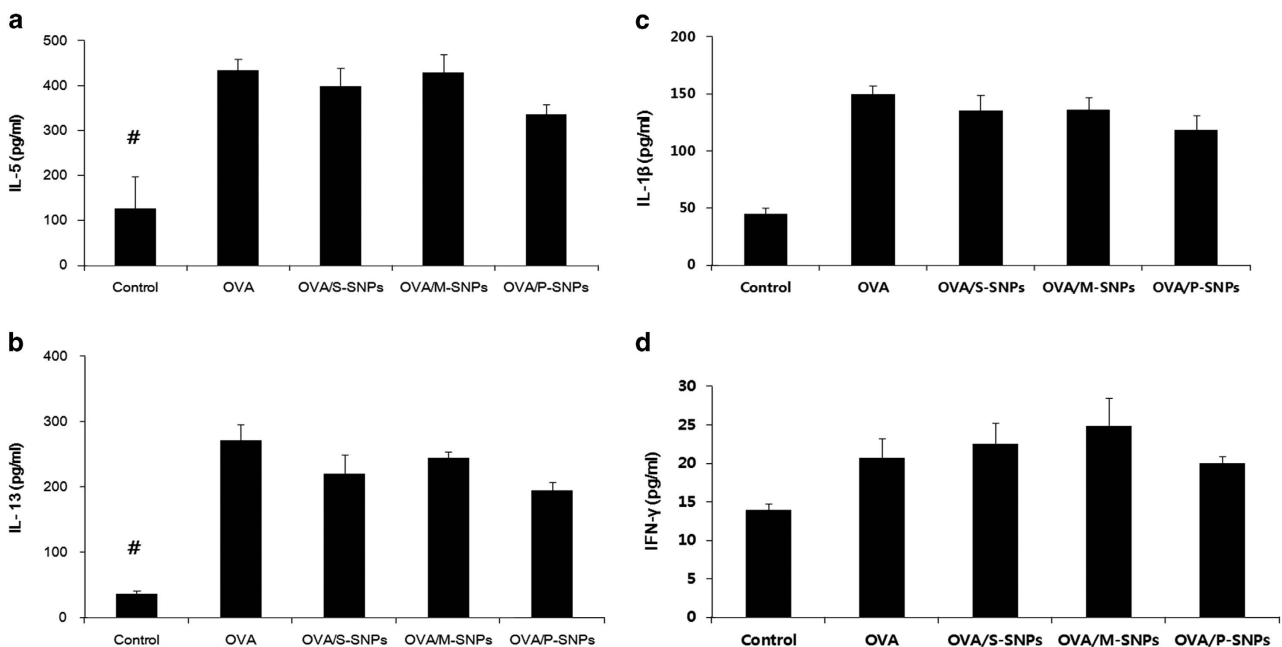 a
500
400
300
200
100
0
IL-5 (pg/ml)
#
Control OVA OVA/S-SNPs OVA/M-SNPs OVA/P-SNPs
b
400
300
200
100
0
IL- 13 (pg/ml)
#
Control OVA OVA/S-SNPs OVA/M-SNPs OVA/P-SNPs
c
200
150
100
50
0
IL-1β (pg/ml)
Control OVA OVA/S-SNPs OVA/M-SNPs OVA/P-SNPs
d
30
25
20
15
10
5
0
IFN-γ (pg/ml)
Control OVA OVA/S-SNPs OVA/M-SNPs OVA/P-SNPs